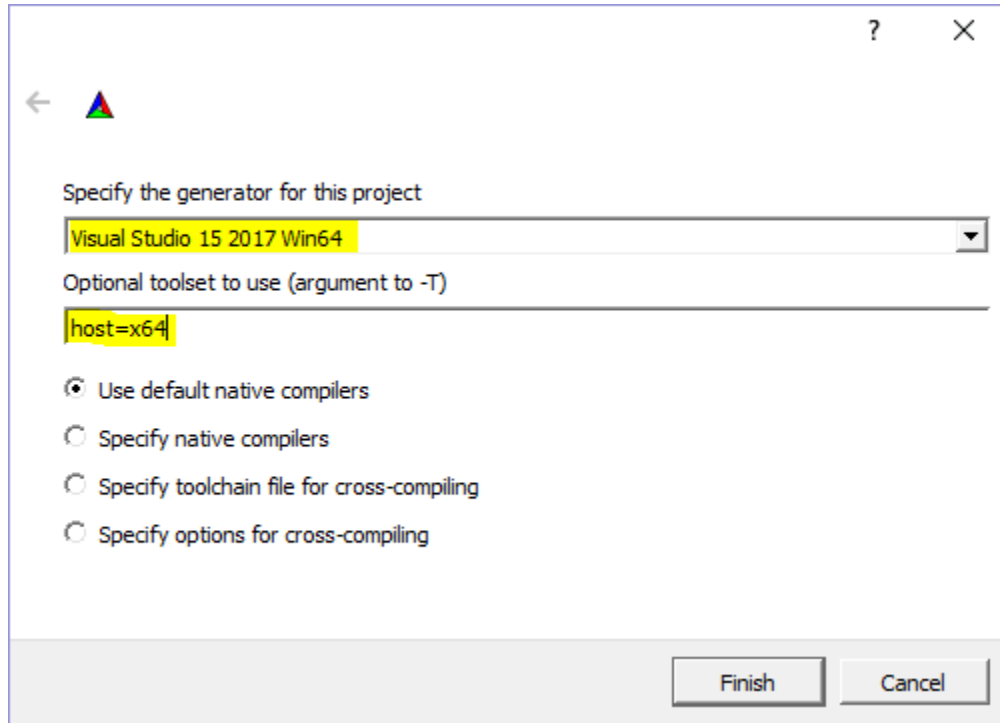 ?
Specify the generator for this project
Visual Studio 15 2017 Win64
Optional toolset to use (argument to -T)
host=x64
Use default native compilers
Specify native compilers
Specify toolchain file for cross-compiling
Specify options for cross-compiling
Finish Cancel